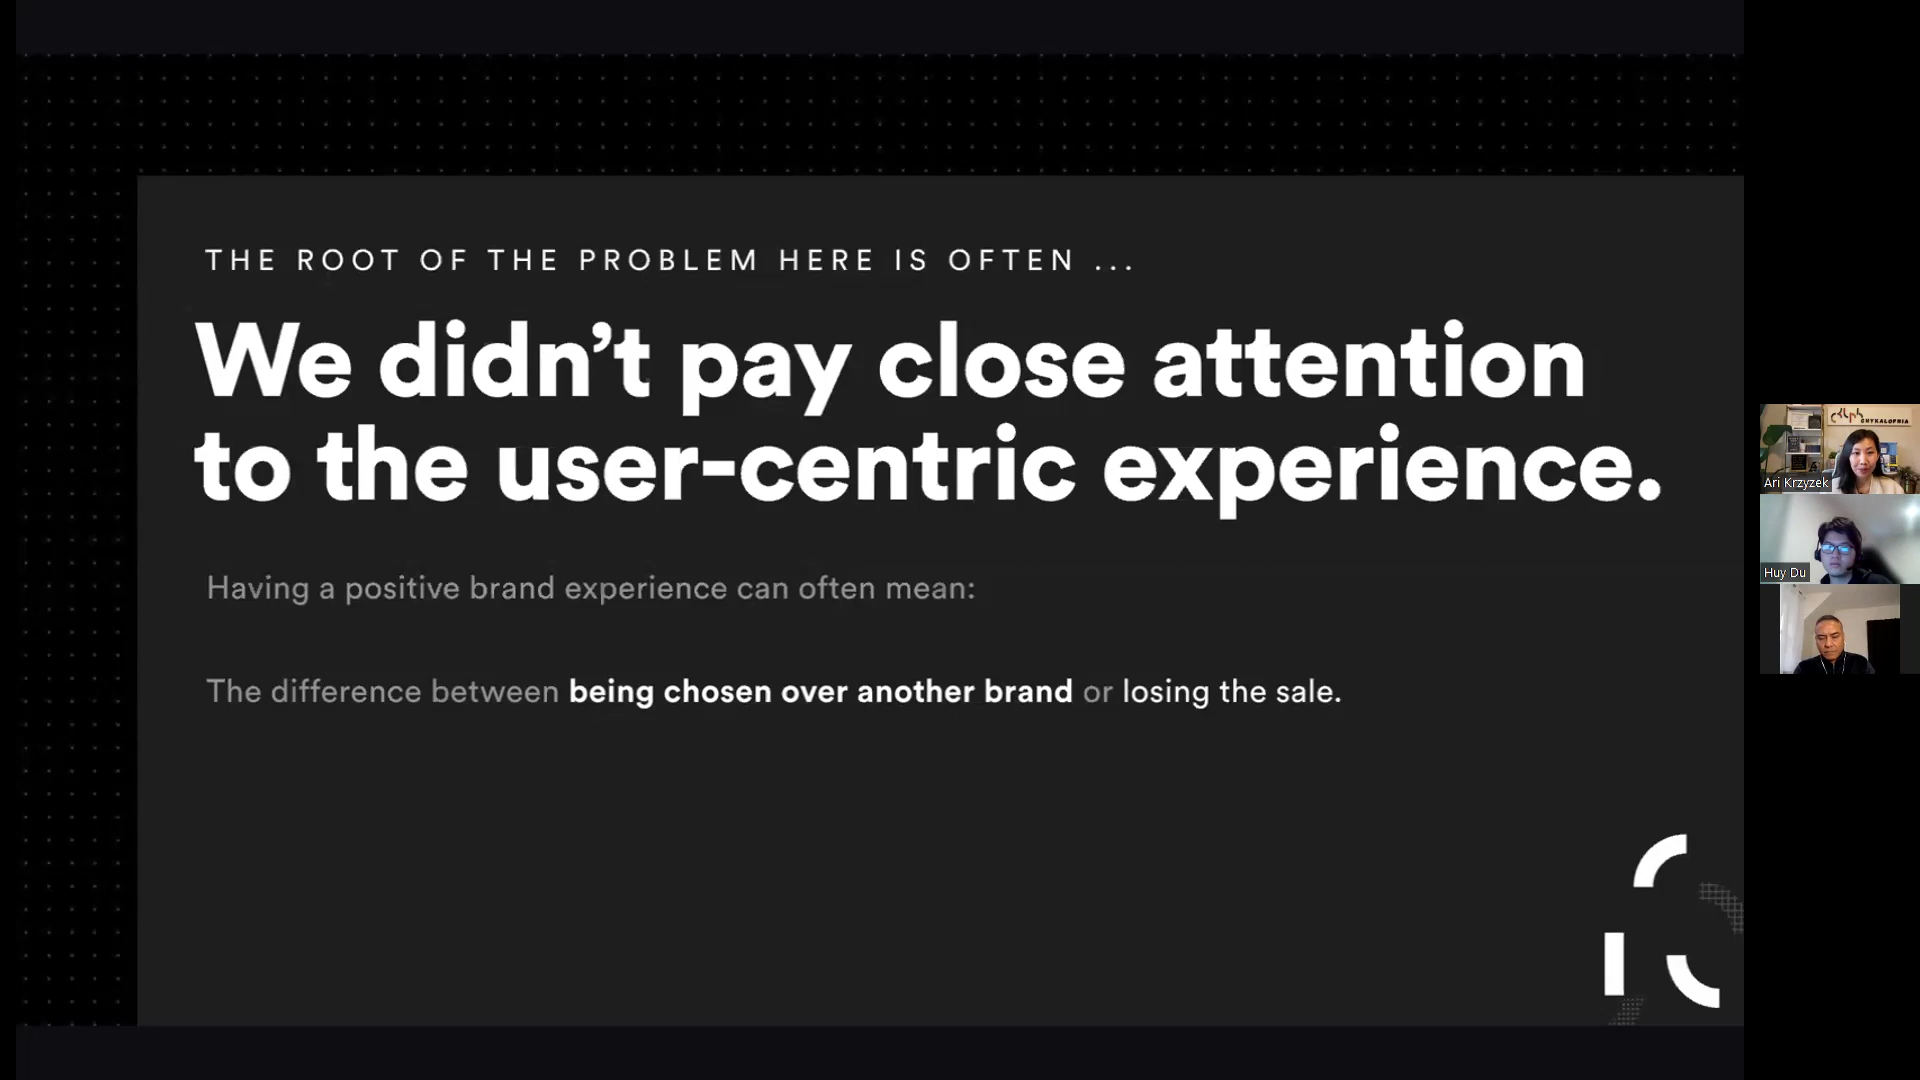 THE ROOT OF THE PROBLEM HERE IS OFTEN ...
We didn’t pay close attention
to the user-centric experience.
Having a positive brand experience can often mean:
The difference between being chosen over another brand or losing the sale.
CHYKALOPHIA
Ari Krzyzek
Huy Du